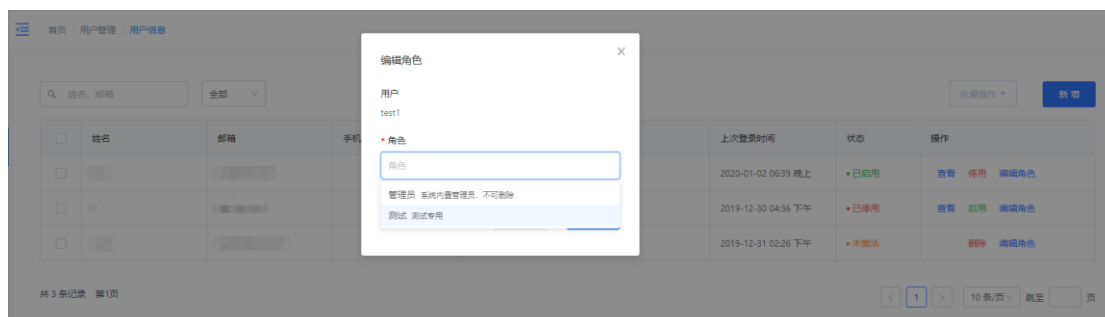 首页 用户管理 用户信息
编辑角色
姓名、邮箱 全部 批量操作 新增
用户
test1
姓名 邮箱 手机 上次登录时间 状态 操作
* 角色
角色
2020-01-02 06:39 晚上 已启用 查看 停用 编辑角色
管理员 系统内置管理员，不可删除
测试 测试专用
2019-12-30 04:36 下午 已停用 查看 启用 编辑角色
2019-12-31 02:26 下午 未激活 删除 编辑角色
共 3 条记录 第1页 < 1 > 10 条/页 跳至 页